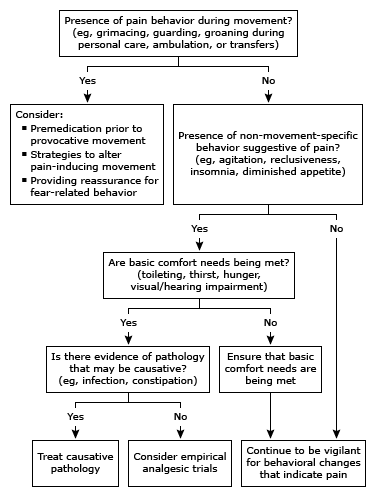 Presence of pain behavior during movement?
(eg, grimacing, guarding, groaning during
personal care, ambulation, or transfers)
Yes
No
Consider:
▪ Premedication prior to
provocative movement
▪ Strategies to alter
pain-inducing movement
▪ Providing reassurance for
fear-related behavior
Presence of non-movement-specific
behavior suggestive of pain?
(eg, agitation, reclusiveness,
insomnia, diminished appetite)
Yes
No
Are basic comfort needs being met?
(toileting, thirst, hunger,
visual/hearing impairment)
Yes
No
Is there evidence of pathology
that may be causative?
(eg, infection, constipation)
Ensure that basic
comfort needs are
being met
Yes
No
Treat causative
pathology
Consider empirical
analgesic trials
Continue to be vigilant
for behavioral changes
that indicate pain